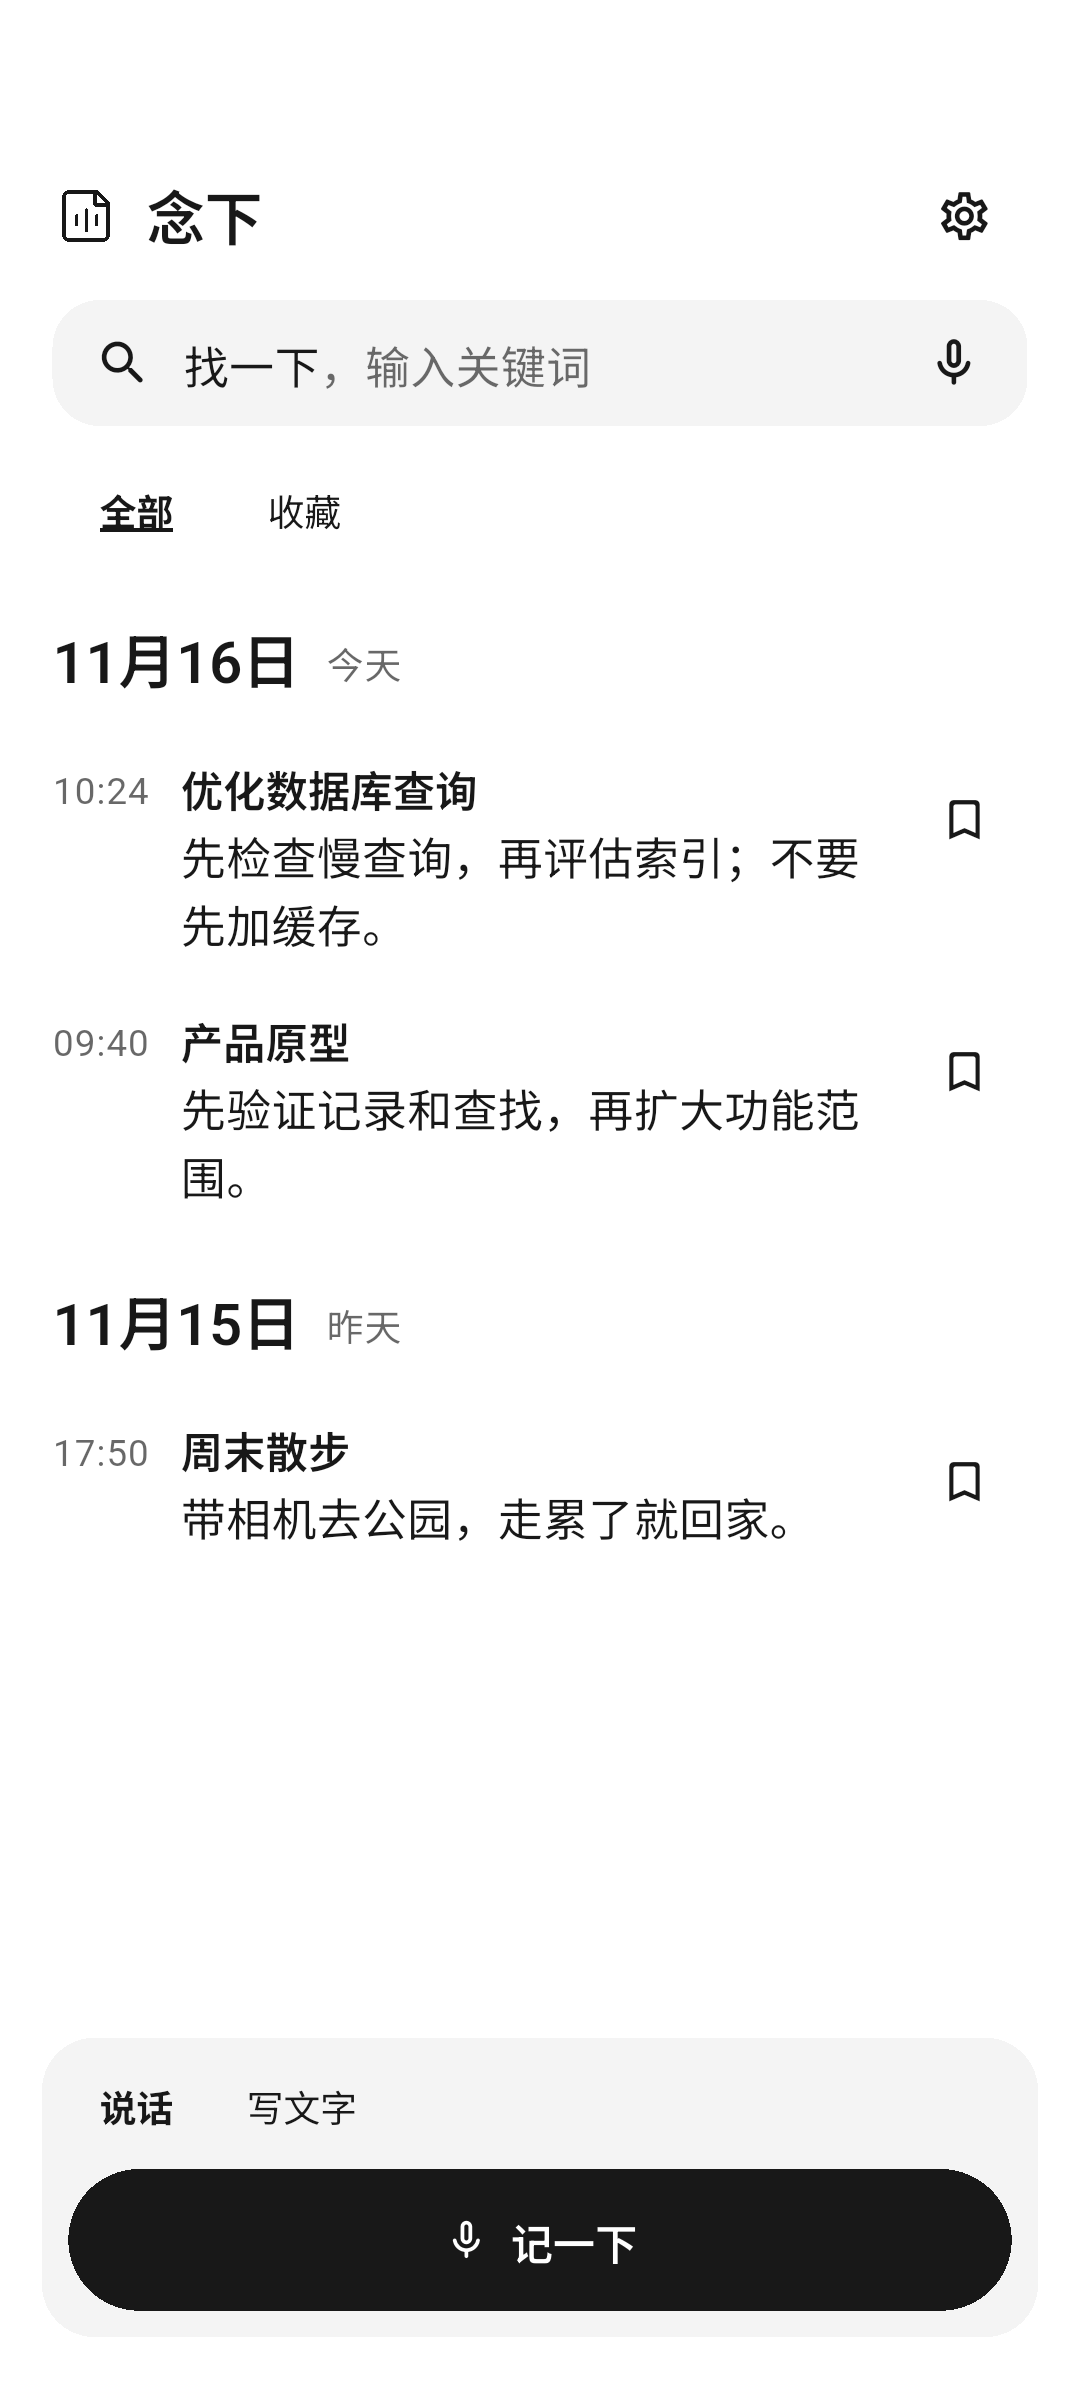 念下
找一下，输入关键词
全部 收藏
11月16日 今天
10:24 优化数据库查询
先检查慢查询，再评估索引；不要
先加缓存。
09:40 产品原型
先验证记录和查找，再扩大功能范
围。
11月15日 昨天
17:50 周末散步
带相机去公园，走累了就回家。
说话 写文字
记一下